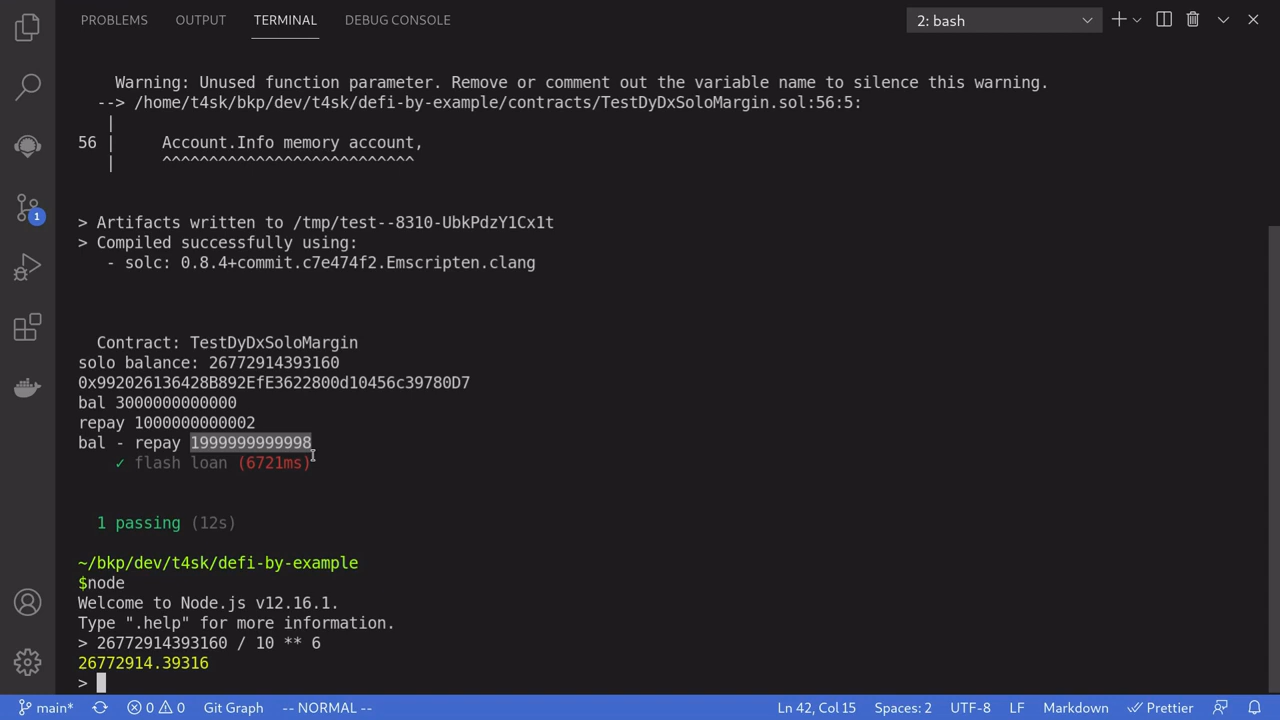 PROBLEMS OUTPUT TERMINAL DEBUG CONSOLE 2: bash
Warning: Unused function parameter. Remove or comment out the variable name to silence this warning.
--> /home/t4sk/bkp/dev/t4sk/defi-by-example/contracts/TestDyDxSoloMargin.sol:56:5:
|
56 | Account.Info memory account,
| ^^^^^^^^^^^^^^^^^^^^^^^^^^^
> Artifacts written to /tmp/test--8310-UbkPdzY1Cx1t
> Compiled successfully using:
- solc: 0.8.4+commit.c7e474f2.Emscripten.clang
Contract: TestDyDxSoloMargin
solo balance: 26772914393160
0x992026136428B892EfE3622800d10456c39780D7
bal 3000000000000
repay 1000000000002
bal - repay 1999999999998
✓ flash loan (6721ms)
1 passing (12s)
~/bkp/dev/t4sk/defi-by-example
$node
Welcome to Node.js v12.16.1.
Type ".help" for more information.
> 26772914393160 / 10 ** 6
26772914.39316
>
1
main* 0 0 Git Graph -- NORMAL -- Ln 42, Col 15 Spaces: 2 UTF-8 LF Markdown Prettier